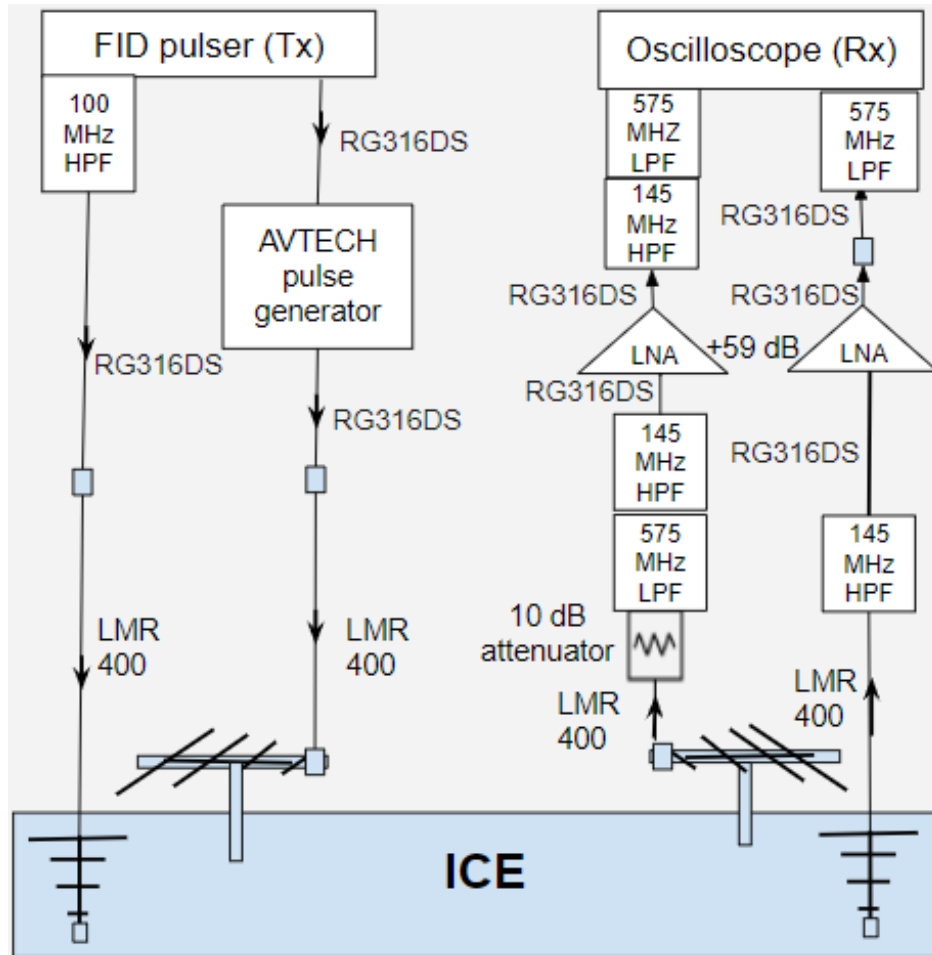 FID pulser (Tx)
Oscilloscope (Rx)
100
MHz
HPF
RG316DS
AVTECH
pulse
generator
RG316DS
RG316DS
LMR
400
LMR
400
575
MHZ
LPF
145
MHz
HPF
RG316DS
LNA
+59 dB
RG316DS
145
MHz
HPF
575
MHz
LPF
10 dB
attenuator
LMR
400
575
MHz
LPF
RG316DS
RG316DS
LNA
RG316DS
145
MHz
HPF
LMR
400
ICE